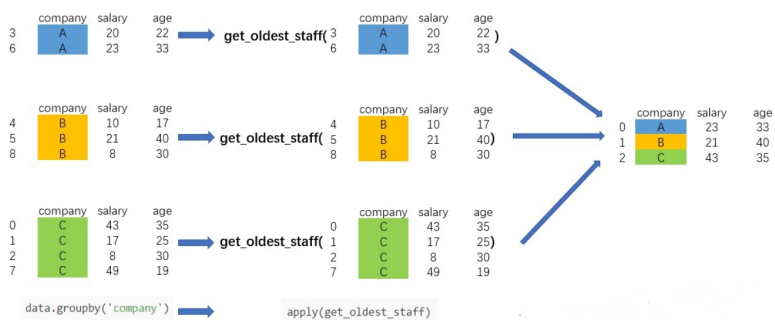 company salary age
3 A 20 22
6 A 23 33
get_oldest_staff(
company salary age
3 A 20 22 )
6 A 23 33
company salary age
4 B 10 17
5 B 21 40
8 B 8 30
get_oldest_staff(
company salary age
4 B 10 17
5 B 21 40)
8 B 8 30
company salary age
0 C 43 35
1 C 17 25
2 C 8 30
7 C 49 19
get_oldest_staff(
company salary age
0 C 43 35
1 C 17 25)
2 C 8 30
7 C 49 19
company salary age
0 A 23 33
1 B 21 40
2 C 43 35
data.groupby('company')
apply(get_oldest_staff)